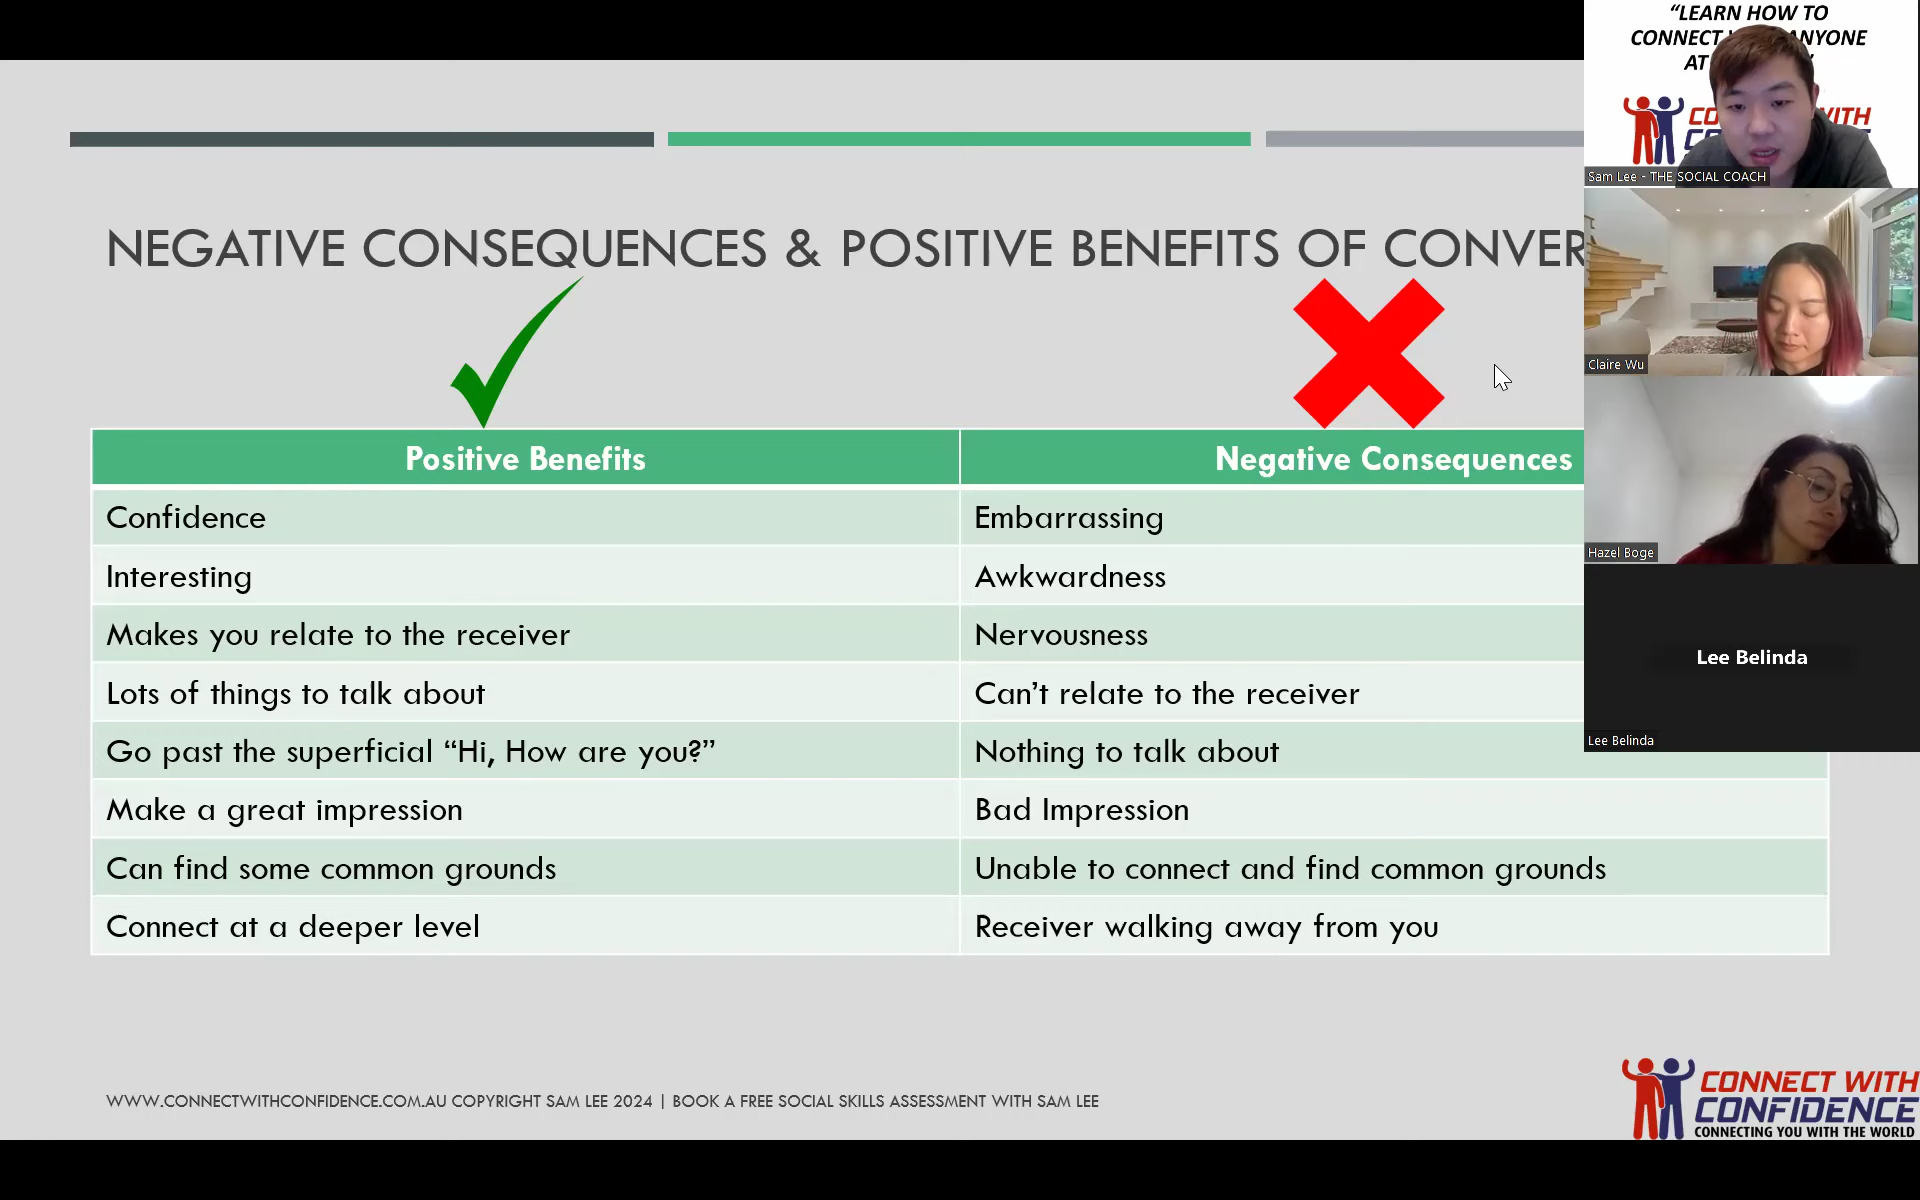 NEGATIVE CONSEQUENCES & POSITIVE BENEFITS OF
Positive Benefits
Negative Consequences
Confidence
Embarrassing
Interesting
Awkwardness
Makes you relate to the receiver
Nervousness
Lots of things to talk about
Can’t relate to the receiver
Go past the superficial “Hi, How are you?”
Nothing to talk about
Make a great impression
Bad Impression
Can find some common grounds
Unable to connect and find common grounds
Connect at a deeper level
Receiver walking away from you
WWW.CONNECTWITHCONFIDENCE.COM.AU COPYRIGHT SAM LEE 2024 | BOOK A FREE SOCIAL SKILLS ASSESSMENT WITH SAM LEE
CONNECT WITH
CONFIDENCE
CONNECTING YOU WITH THE WORLD
“LEARN HOW TO
CONNECT ANYONE
AT
WITH
Sam Lee - THE SOCIAL COACH
Claire Wu
Hazel Boge
Lee Belinda
Lee Belinda